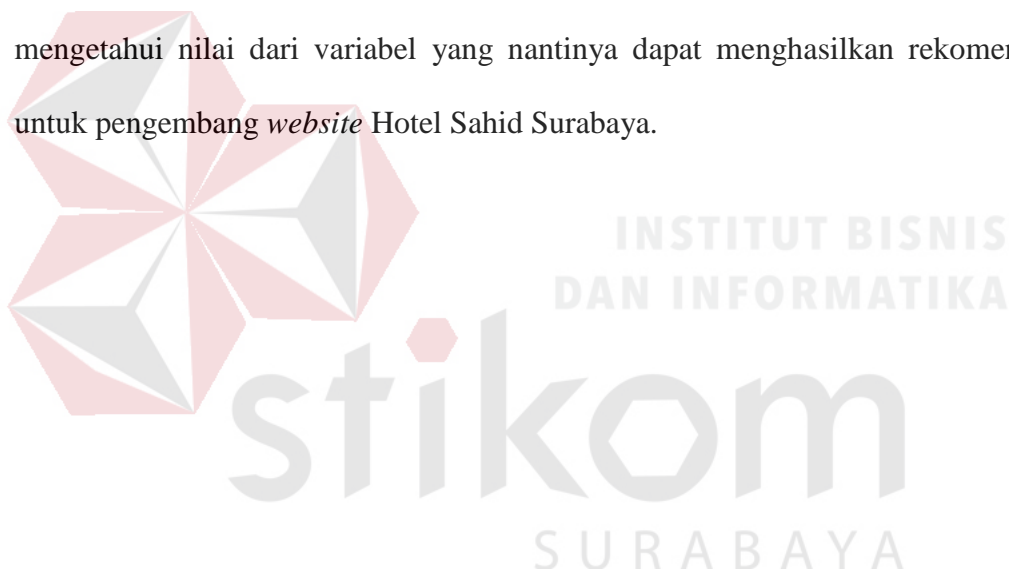 mengetahui nilai dari variabel yang nantinya dapat menghasilkan
untuk pengembang website Hotel Sahid Surabaya.
INSTITUT BISNIS
DAN INFORMATIKA
stikom
SURABAYA